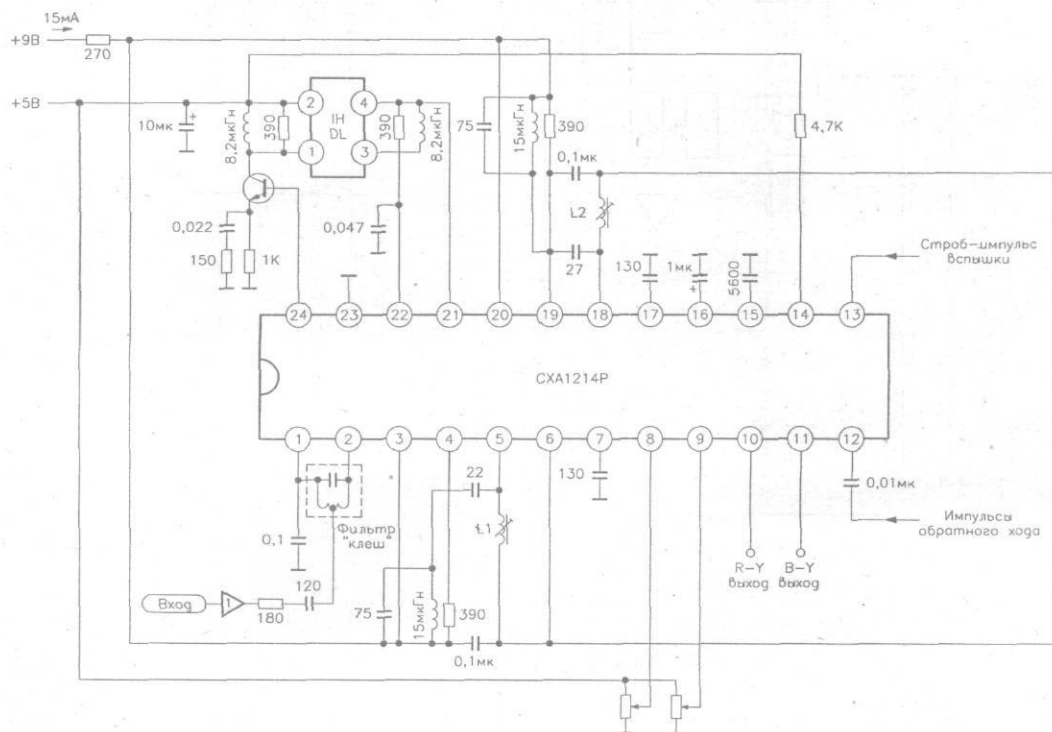 15мА
+9В
270
+5В
10мк
+
8,2мкГн
390
2
4
1
3
1H
DL
390
8,2мкГн
75
15мкГн
390
0,1мк
4,7К
L2
27
0,022
150
1К
0,047
130
1мк
+
5600
Строб-импульс
вспышки
24
23
22
21
20
19
18
17
16
15
14
13
CXA1214P
1
2
3
4
5
6
7
8
9
10
11
12
Фильтр
"клеш"
0,1
22
L1
130
0,01мк
Импульсы
обратного хода
R-Y
выход
B-Y
выход
Вход
1
180
120
75
15мкГн
390
0,1мк